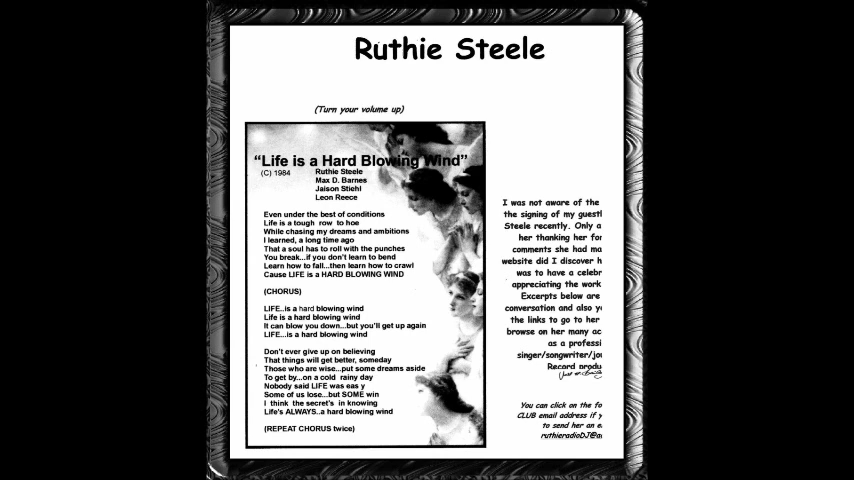 Ruthie Steele
(Turn your volume up)
“Life is a Hard Blowing Wind”
(C) 1984
Ruthie Steele
Max D. Barnes
Jaison Stiehl
Leon Reece
Even under the best of conditions
Life is a tough row to hoe
While chasing my dreams and ambitions
I learned, a long time ago
That a soul has to roll with the punches
You break...if you don't learn to bend
Learn how to fall...then learn how to crawl
Cause LIFE is a HARD BLOWING WIND
(CHORUS)
LIFE..is a hard blowing wind
Life is a hard blowing wind
It can blow you down...but you'll get up again
LIFE...is a hard blowing wind
Don't ever give up on believing
That things will get better, someday
Those who are wise...put some dreams aside
To get by...on a cold rainy day
Nobody said LIFE was eas y
Some of us lose...but SOME win
I think the secret's in knowing
Life's ALWAYS..a hard blowing wind
(REPEAT CHORUS twice)
I was not aware of the
the signing of my guest
Steele recently. Only a
her thanking her for
comments she had ma
website did I discover h
was to have a celebr
appreciating the work
Excerpts below are
conversation and also y
the links to go to her
browse on her many ac
as a professi
singer/songwriter/jou
Record produ
You can click on the fo
CLUB email address if y
to send her an e
ruthieradioDJ@a